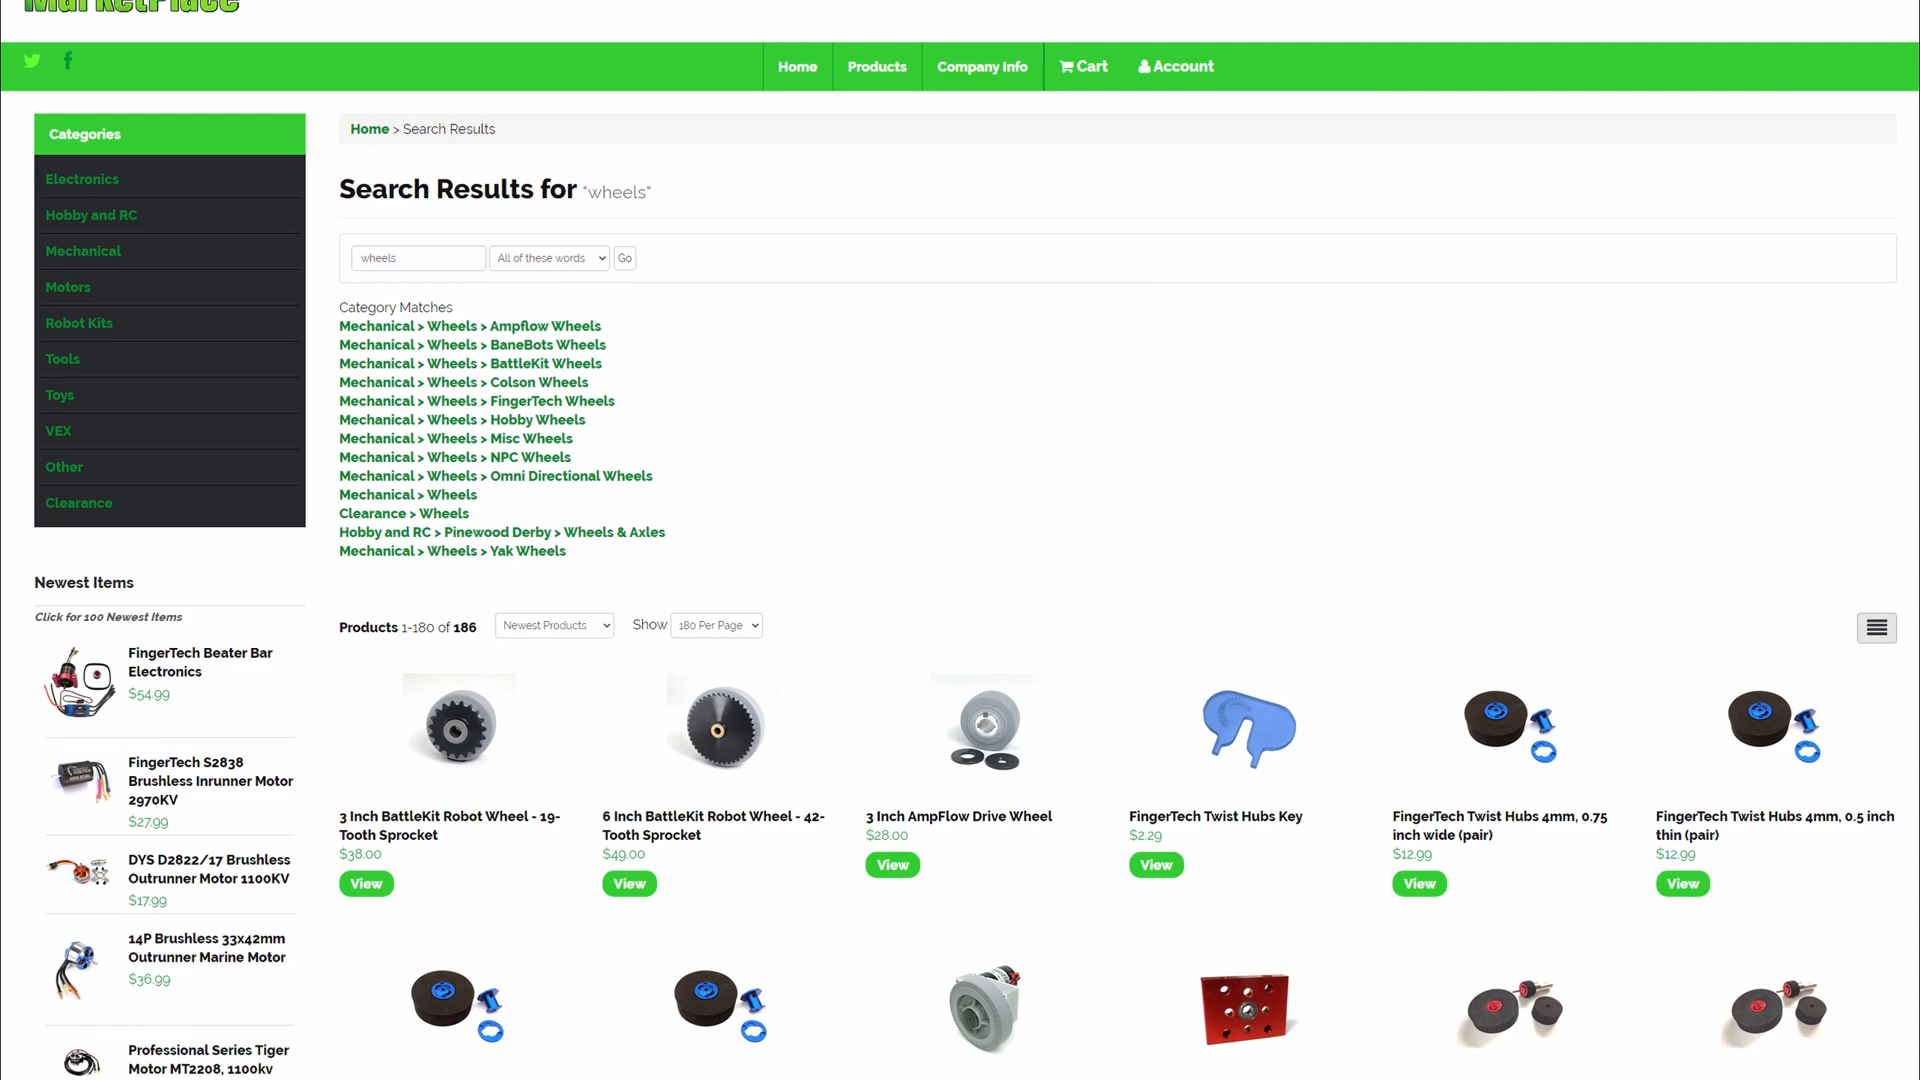 MarketPlace
Home
Products
Company Info
Cart
Account
Categories
Electronics
Hobby and RC
Mechanical
Motors
Robot Kits
Tools
Toys
VEX
Other
Clearance
Newest Items
Click for 100 Newest Items
FingerTech Beater Bar
Electronics
$54.99
FingerTech S2838
Brushless Inrunner Motor
2970KV
$27.99
DYS D2822/17 Brushless
Outrunner Motor 1100KV
$17.99
14P Brushless 33x42mm
Outrunner Marine Motor
$36.99
Professional Series Tiger
Motor MT2208, 1100kv
Home > Search Results
Search Results for "wheels"
wheels
All of these words
Go
Category Matches
Mechanical > Wheels > Ampflow Wheels
Mechanical > Wheels > BaneBots Wheels
Mechanical > Wheels > BattleKit Wheels
Mechanical > Wheels > Colson Wheels
Mechanical > Wheels > FingerTech Wheels
Mechanical > Wheels > Hobby Wheels
Mechanical > Wheels > Misc Wheels
Mechanical > Wheels > NPC Wheels
Mechanical > Wheels > Omni Directional Wheels
Mechanical > Wheels
Clearance > Wheels
Hobby and RC > Pinewood Derby > Wheels & Axles
Mechanical > Wheels > Yak Wheels
Products 1-180 of 186
Newest Products
Show
180 Per Page
3 Inch BattleKit Robot Wheel - 19-
Tooth Sprocket
$38.00
View
6 Inch BattleKit Robot Wheel - 42-
Tooth Sprocket
$49.00
View
3 Inch AmpFlow Drive Wheel
$28.00
View
FingerTech Twist Hubs Key
$2.29
View
FingerTech Twist Hubs 4mm, 0.75
inch wide (pair)
$12.99
View
FingerTech Twist Hubs 4mm, 0.5 inch
thin (pair)
$12.99
View